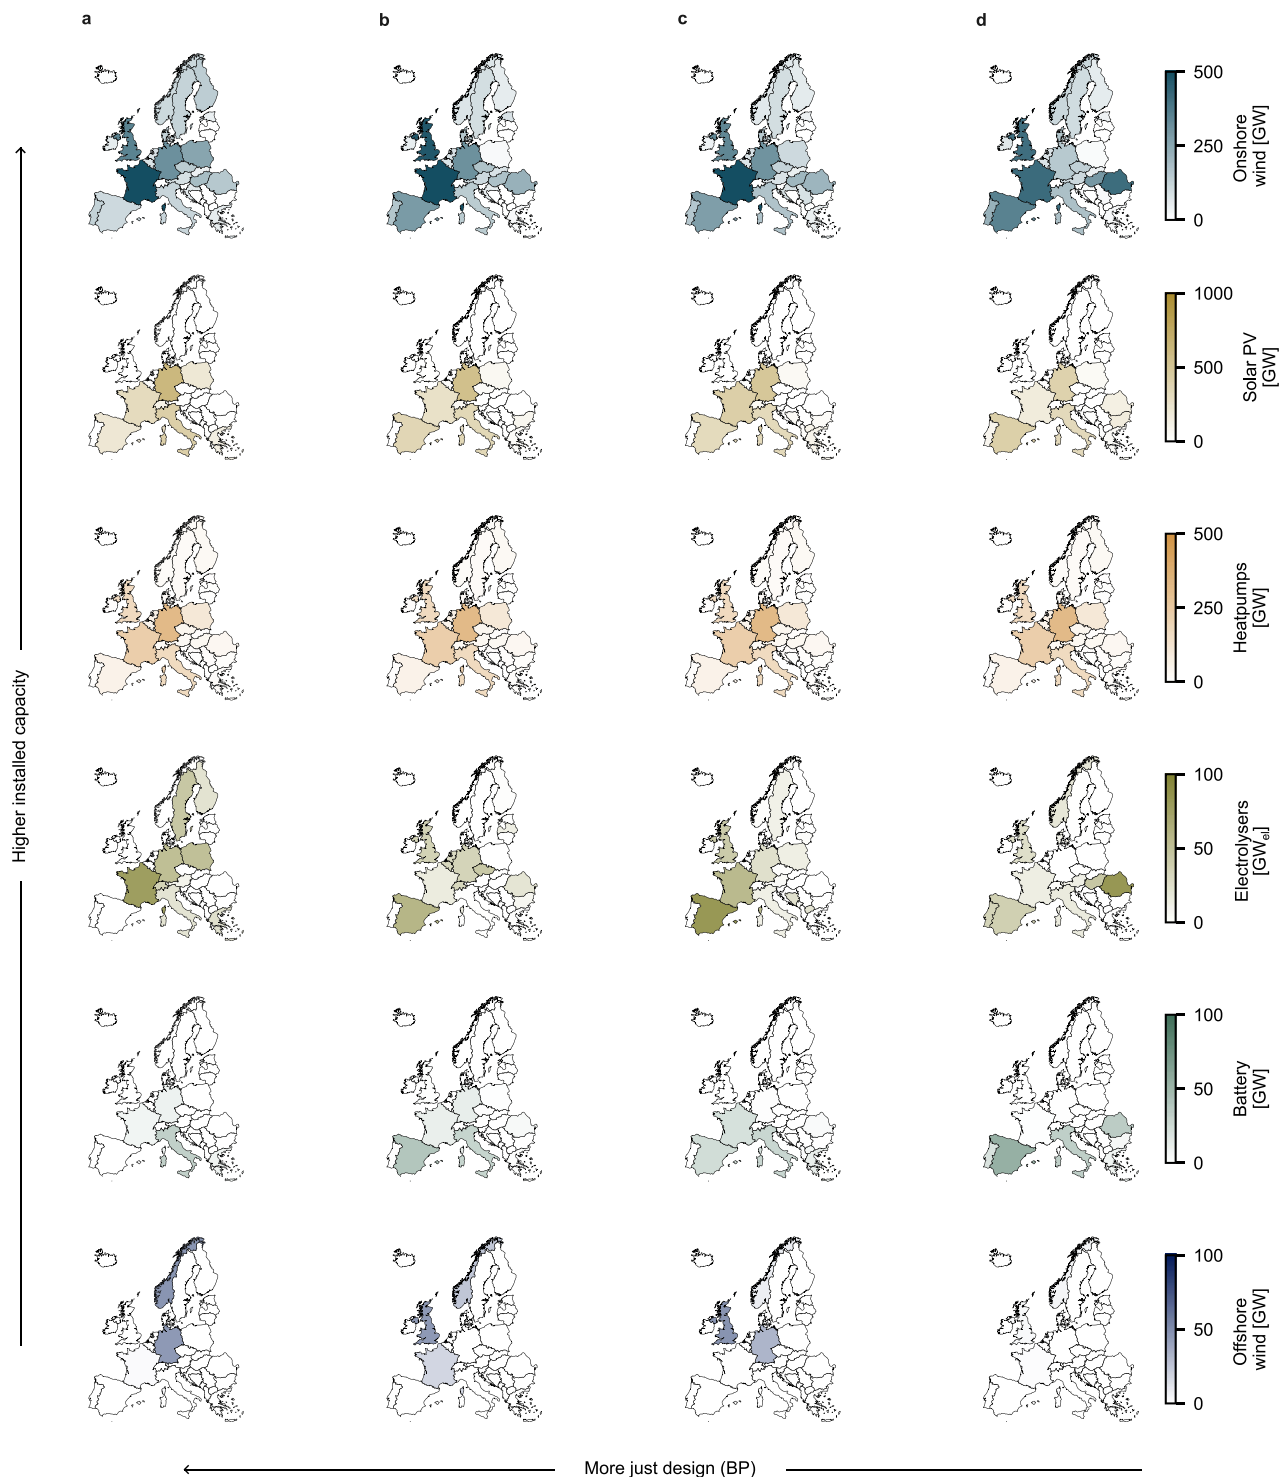 a
b
c
d
500
250
0
Onshore
wind [GW]
1000
500
0
Solar PV
[GW]
500
250
0
Heatpumps
[GW]
100
50
0
Electrolysers
[GWel]
100
50
0
Battery
[GW]
100
50
0
Offshore
wind [GW]
Higher installed capacity
More just design (BP)